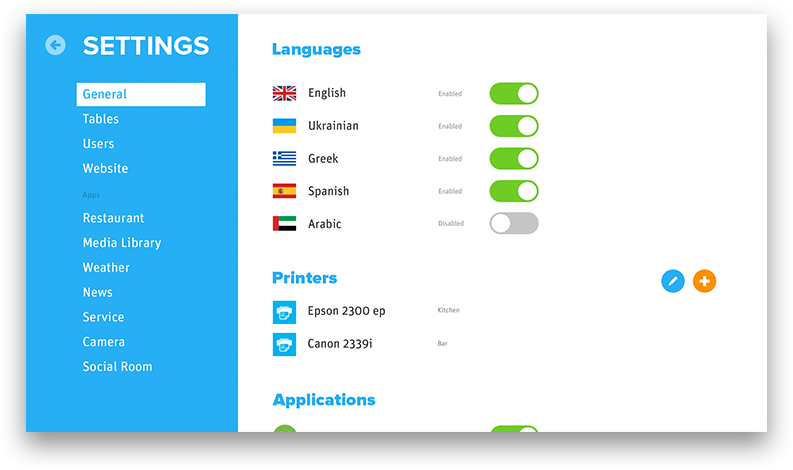 SETTINGS
General
Tables
Users
Website
Apps
Restaurant
Media Library
Weather
News
Service
Camera
Social Room
Languages
English Enabled
Ukrainian Enabled
Greek Enabled
Spanish Enabled
Arabic Disabled
Printers
Epson 2300 ep Kitchen
Canon 2339i Bar
Applications